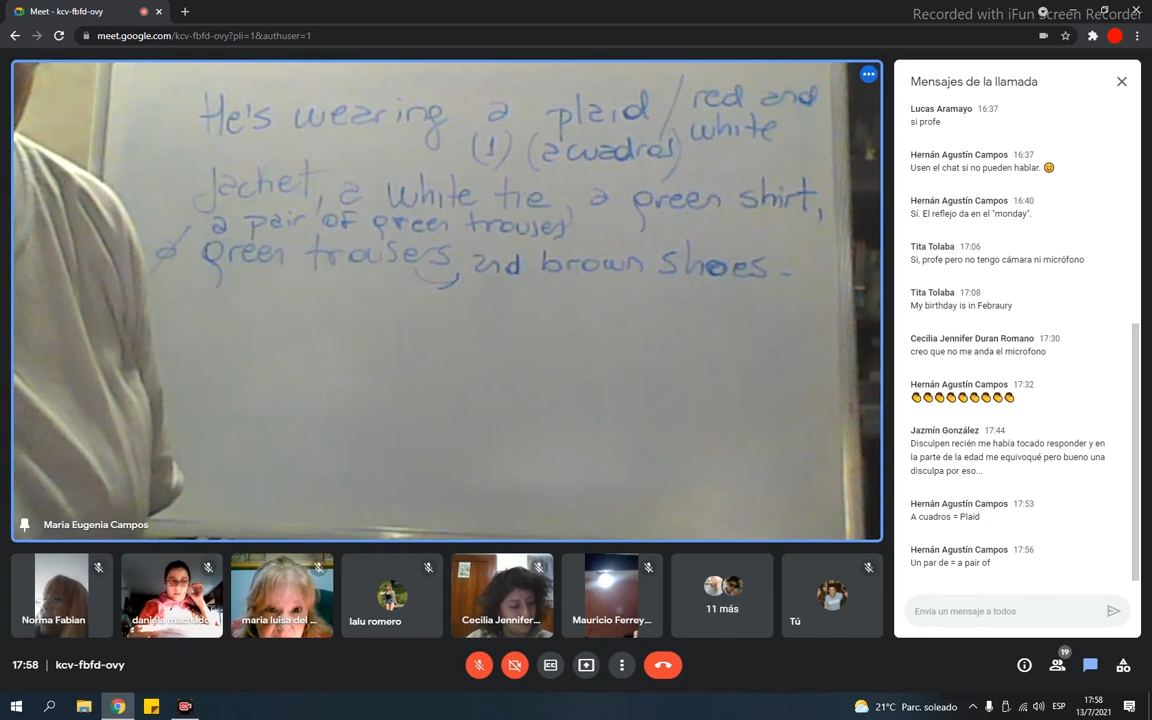 Meet - kcv-fbfd-ovy
Recorded with iFun Screen Recorder
meet.google.com/kcv-fbfd-ovy?pli=1&authuser=1
He's wearing a plaid / red and
white
(1) (a cuadros)
Jacket, a white tie, a green shirt,
a pair of green trouses
ø green trousers, and brown shoes.
Maria Eugenia Campos
Norma Fabian
daniela machado
maria luisa del ...
lalu romero
Cecilia Jennifer...
Mauricio Ferrey...
11 más
Tú
17:58 | kcv-fbfd-ovy
Mensajes de la llamada
Lucas Aramayo 16:37
si profe
Hernán Agustín Campos 16:37
Usen el chat si no pueden hablar. 😊
Hernán Agustín Campos 16:40
Sí. El reflejo da en el "monday".
Tita Tolaba 17:06
Si, profe pero no tengo cámara ni micrófono
Tita Tolaba 17:08
My birthday is in Febraury
Cecilia Jennifer Duran Romano 17:30
creo que no me anda el microfono
Hernán Agustín Campos 17:32
👏👏👏👏👏👏👏👏👏
Jazmín González 17:44
Disculpen recién me había tocado responder y en
la parte de la edad me equivoqué pero bueno una
disculpa por eso...
Hernán Agustín Campos 17:53
A cuadros = Plaid
Hernán Agustín Campos 17:56
Un par de = a pair of
Envía un mensaje a todos
19
21°C Parc. soleado
ESP
17:58
13/7/2021